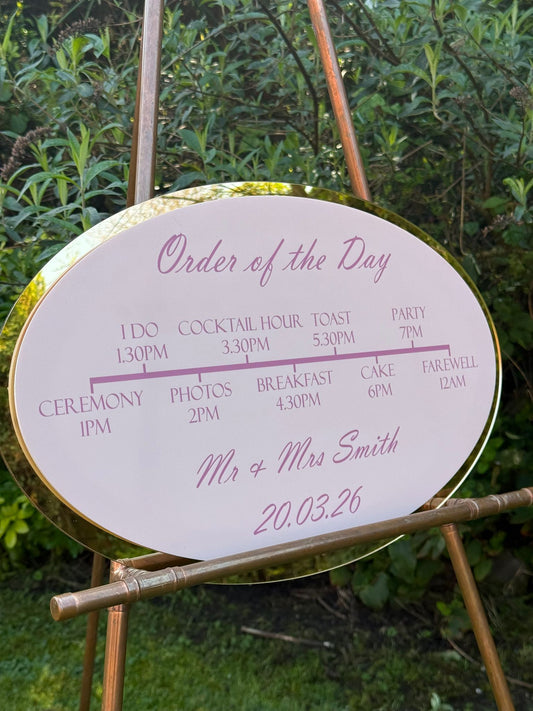 Order of the Day
I DO
1.30PM
COCKTAIL HOUR
3.30PM
TOAST
5.30PM
PARTY
7PM
CEREMONY
1PM
PHOTOS
2PM
BREAKFAST
4.30PM
CAKE
6PM
FAREWELL
12AM
Mr & Mrs Smith
20.03.26